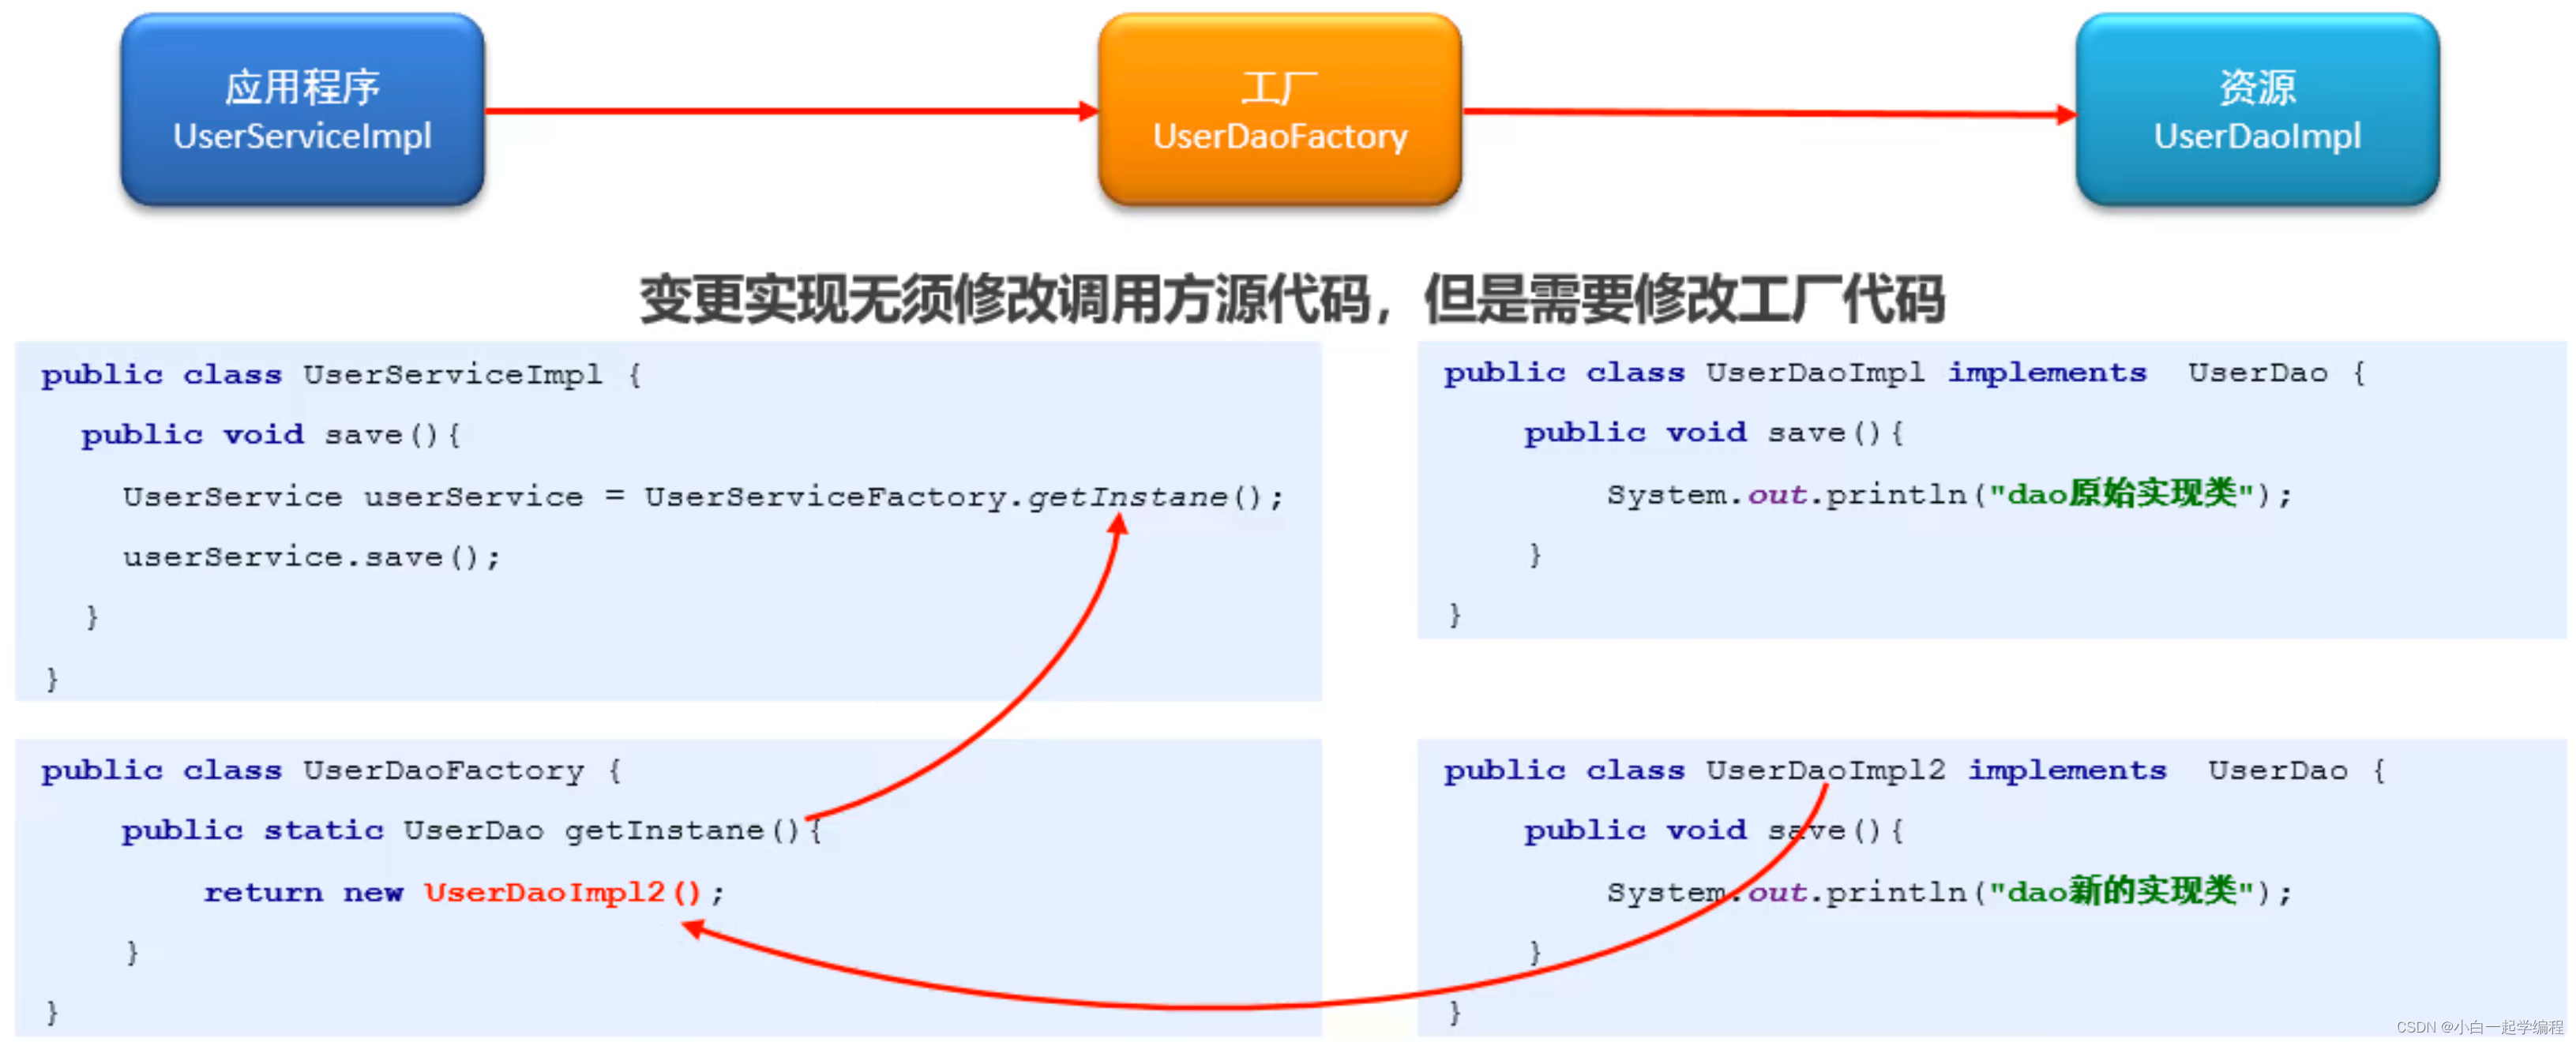 应用程序
UserServiceImpl
工厂
UserDaoFactory
资源
UserDaoImpl
变更实现无须修改调用方源代码，但是需要修改工厂代码
public class UserServiceImpl {
public void save(){
UserService userService = UserServiceFactory.getInstane();
userService.save();
}
}
public class UserDaoImpl implements  UserDao {
public void save(){
System.out.println("dao原始实现类");
}
}
public class UserDaoFactory {
public static UserDao getInstane(){
return new UserDaoImpl2();
}
}
public class UserDaoImpl2 implements  UserDao {
public void save(){
System.out.println("dao新的实现类");
}
}
CSDN @小白一起学编程